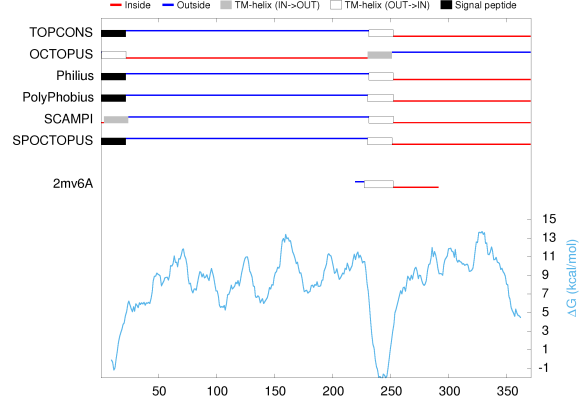 Inside Outside TM-helix (IN->OUT) TM-helix (OUT->IN) Signal peptide
TOPCONS
OCTOPUS
Philius
PolyPhobius
SCAMPI
SPOCTOPUS
2mv6A
15
13
11
9
7
5
3
1
-1
ΔG (kcal/mol)
50 100 150 200 250 300 350